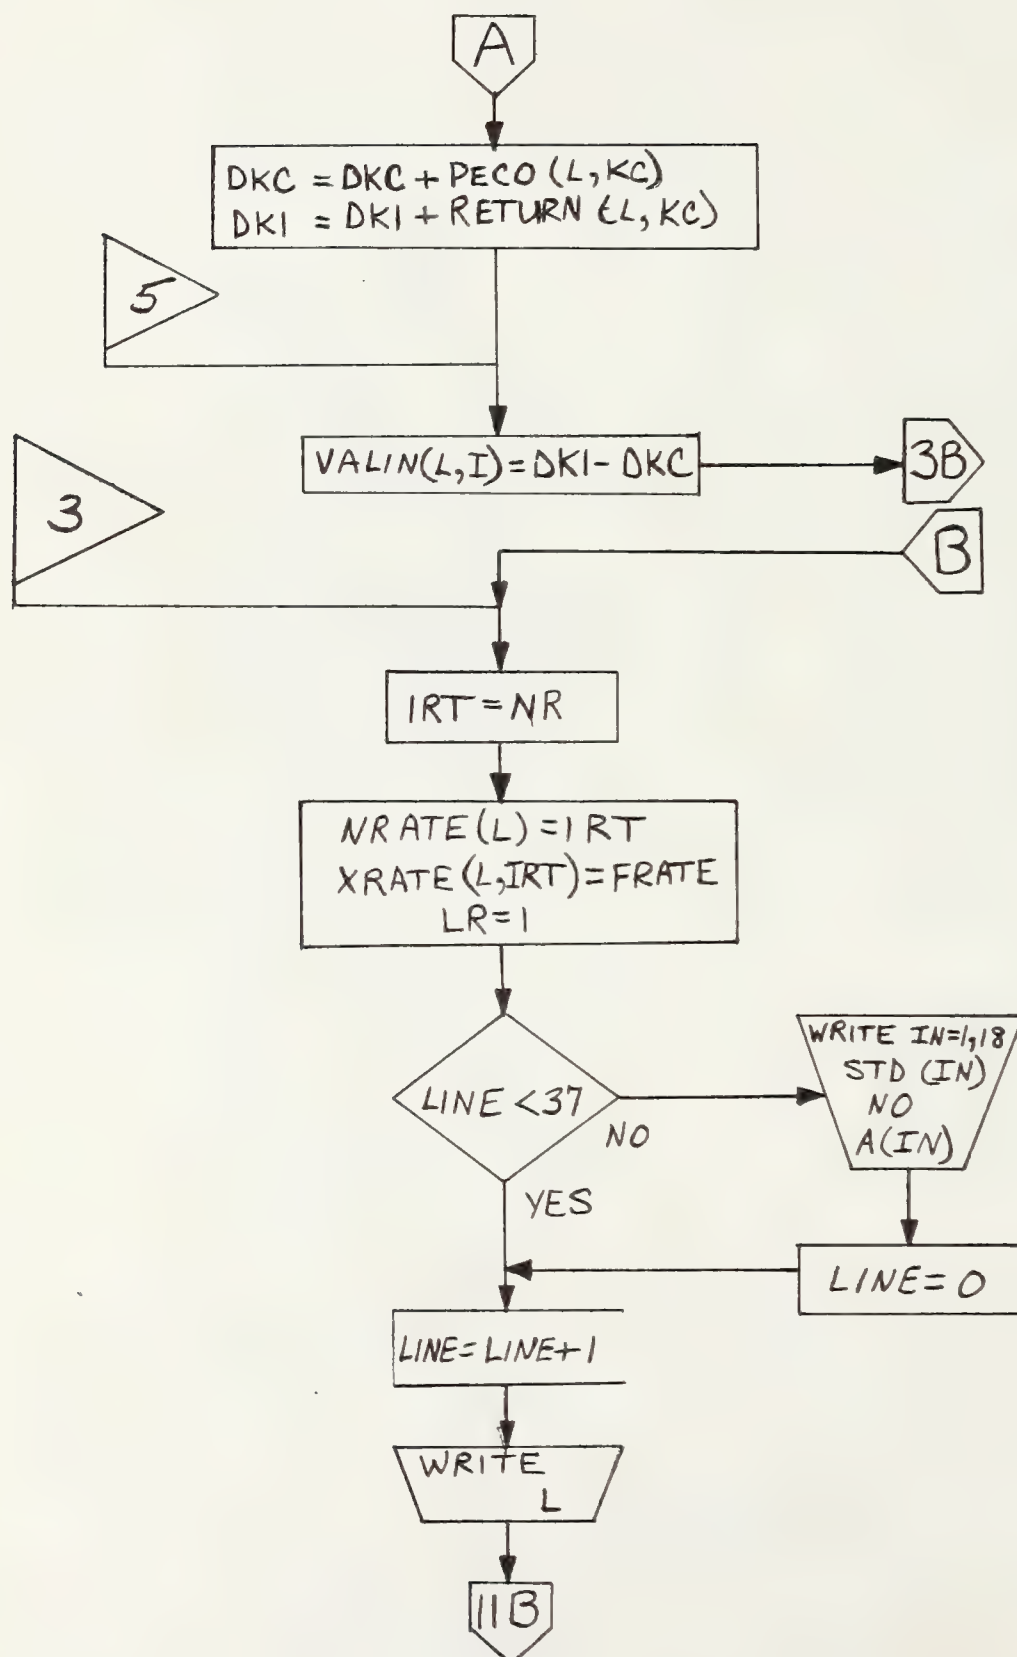 A
DKC = DKC + PECO (L, KC)
DKI = DKI + RETURN (L, KC)
5
VALIN(L,I) = DKI - DKC
3B
3
B
IRT = NR
NRATE(L) = IRT
XRATE(L,IRT) = FRATE
LR = 1
LINE < 37
NO
WRITE IN=1,18
STD (IN)
NO
A(IN)
YES
LINE = 0
LINE = LINE + 1
WRITE
L
11B